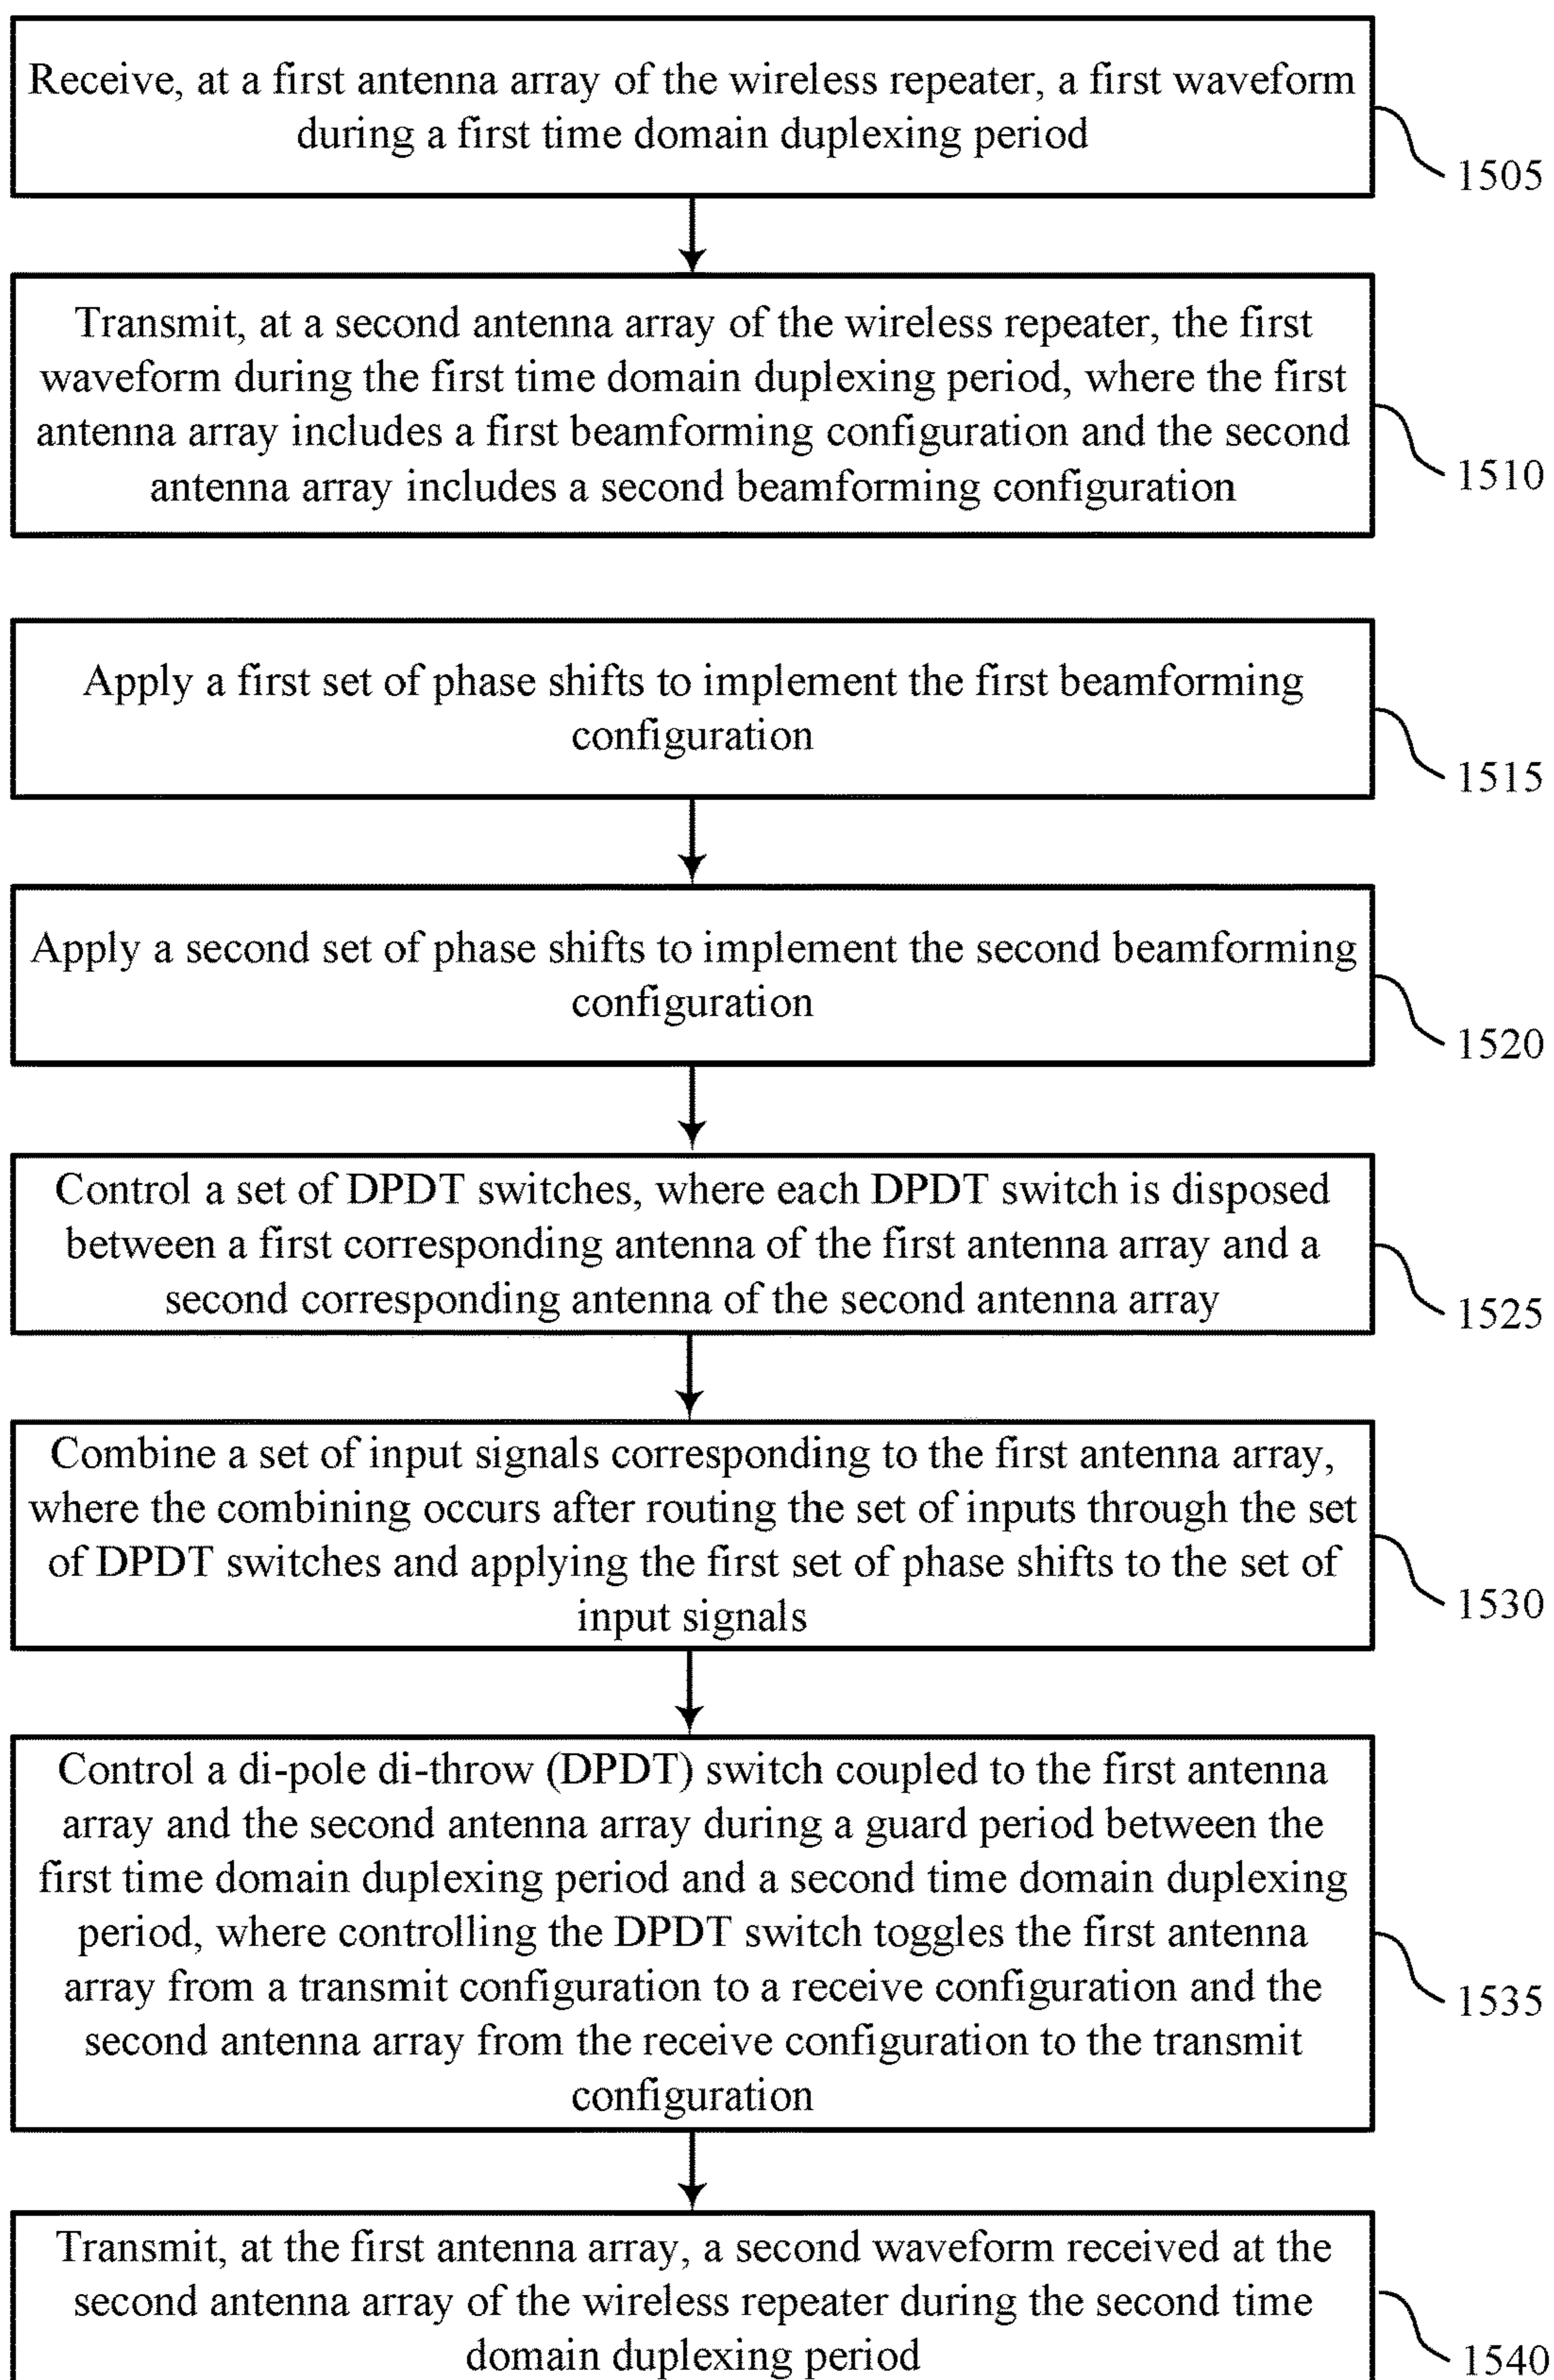 Receive, at a first antenna array of the wireless repeater, a first waveform
during a first time domain duplexing period
1505
Transmit, at a second antenna array of the wireless repeater, the first
waveform during the first time domain duplexing period, where the first
antenna array includes a first beamforming configuration and the second
antenna array includes a second beamforming configuration
1510
Apply a first set of phase shifts to implement the first beamforming
configuration
1515
Apply a second set of phase shifts to implement the second beamforming
configuration
1520
Control a set of DPDT switches, where each DPDT switch is disposed
between a first corresponding antenna of the first antenna array and a
second corresponding antenna of the second antenna array
1525
Combine a set of input signals corresponding to the first antenna array,
where the combining occurs after routing the set of inputs through the set
of DPDT switches and applying the first set of phase shifts to the set of
input signals
1530
Control a di-pole di-throw (DPDT) switch coupled to the first antenna
array and the second antenna array during a guard period between the
first time domain duplexing period and a second time domain duplexing
period, where controlling the DPDT switch toggles the first antenna
array from a transmit configuration to a receive configuration and the
second antenna array from the receive configuration to the transmit
configuration
1535
Transmit, at the first antenna array, a second waveform received at the
second antenna array of the wireless repeater during the second time
domain duplexing period
1540